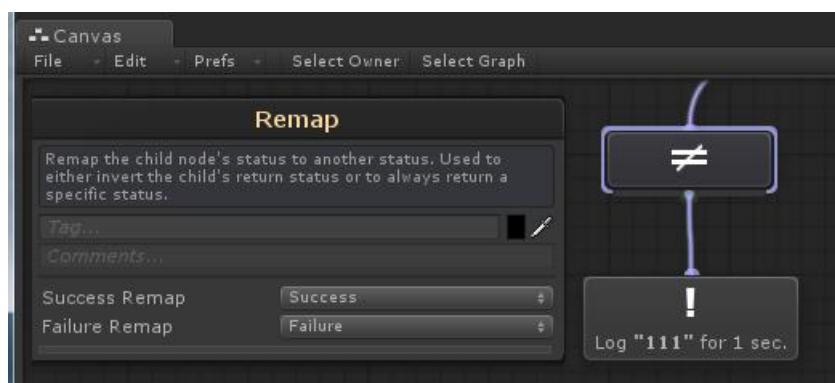 Canvas
File Edit Prefs Select Owner Select Graph
Remap
Remap the child node's status to another status. Used to
either invert the child's return status or to always return a
specific status.
Tag...
Comments...
Success Remap Success
Failure Remap Failure
≠
!
Log "111" for 1 sec.